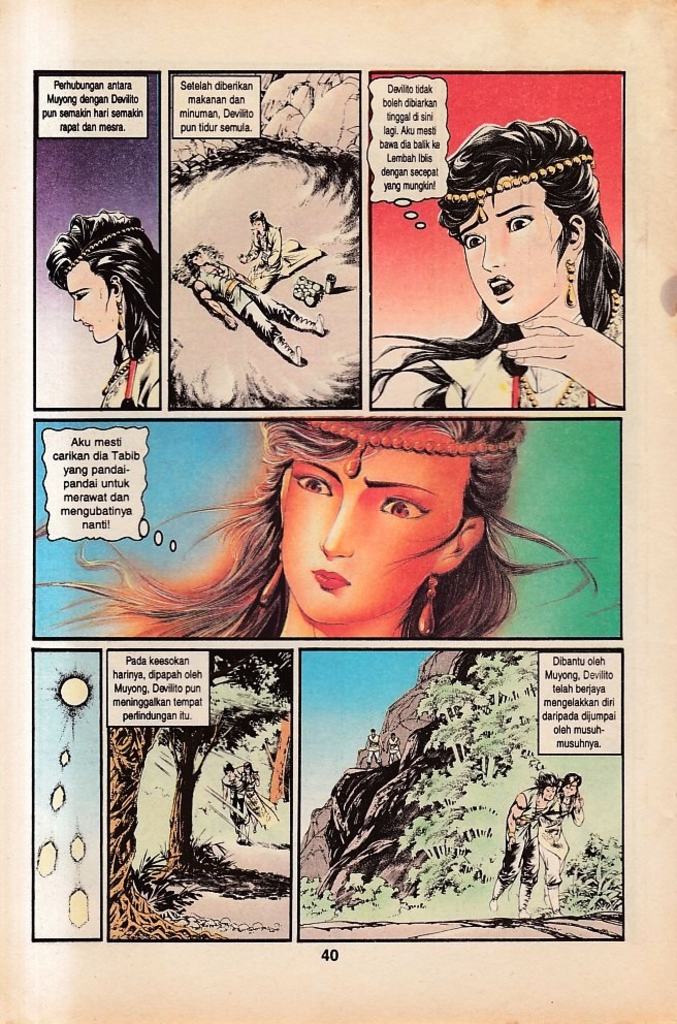 Perhubungan antara
Muyong dengan Devilito
pun semakin hari semakin
rapat dan mesra.
Setelah diberikan
makanan dan
minuman, Devilito
pun tidur semula.
Devilito tidak
boleh dibiarkan
tinggal di sini
lagi. Aku mesti
bawa dia balik ke
Lembah Iblis
dengan secepat
yang mungkin!
Aku mesti
carikan dia Tabib
yang pandai-
pandai untuk
merawat dan
mengubatinya
nanti!
Pada keesokan
harinya, dipapah oleh
Muyong, Devilito pun
meninggalkan tempat
perlindungan itu.
Dibantu oleh
Muyong, Devilito
telah berjaya
mengelakkan diri
daripada dijumpai
oleh musuh-
musuhnya.
40